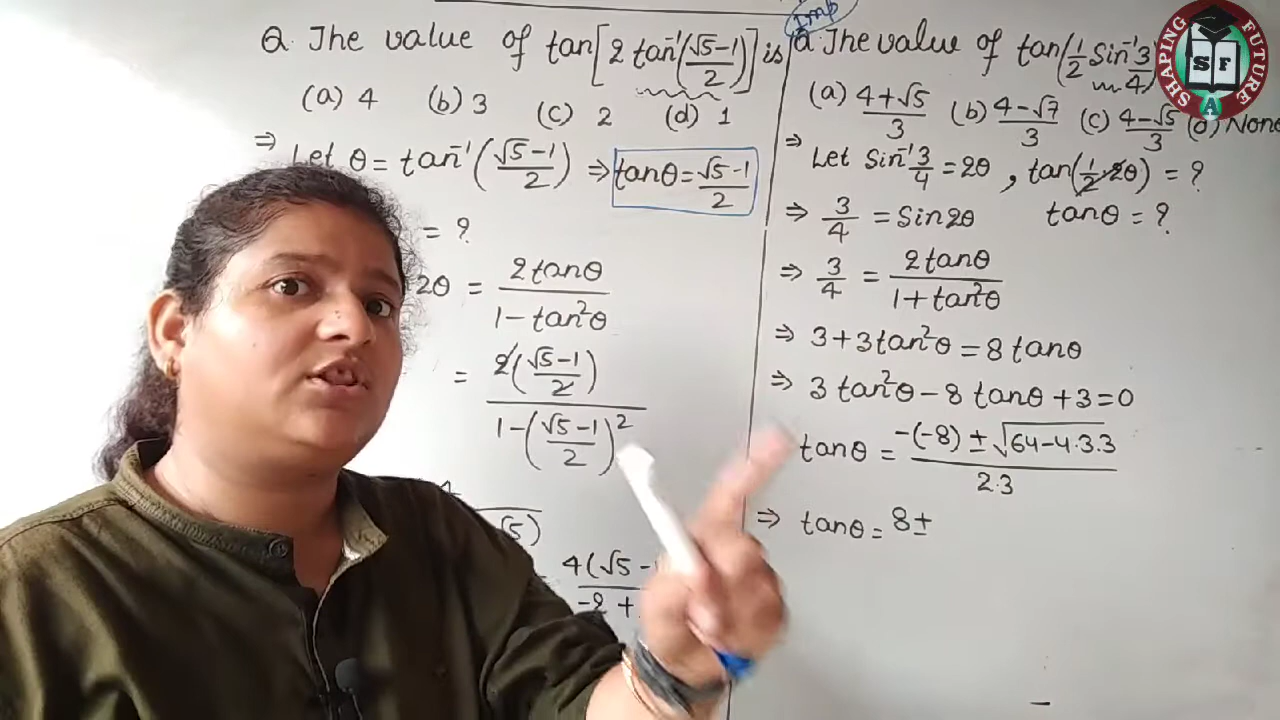 Q. The value of tan[2 tan⁻¹((√5-1)/2)] is
(a) 4 (b) 3 (c) 2 (d) 1
⇒ Let θ = tan⁻¹((√5-1)/2) ⇒ tanθ = (√5-1)/2
= ?
2θ = 2tanθ/(1-tan²θ)
= 2((√5-1)/2)/(1-((√5-1)/2)²)
4(√5-
-2+
Imp
Q. The value of tan(1/2 Sin⁻¹ 3/4)
(a) (4+√5)/3 (b) (4-√7)/3 (c) (4-√5)/3 (d) None
⇒ Let Sin⁻¹ 3/4 = 2θ , tan(1/2·2θ) = ?
⇒ 3/4 = Sin2θ tanθ = ?
⇒ 3/4 = 2tanθ/(1+tan²θ)
⇒ 3+3tan²θ = 8tanθ
⇒ 3tan²θ - 8 tanθ + 3 = 0
tanθ = (-(-8) ± √(64-4·3·3))/(2·3)
⇒ tanθ = 8±
SHAPING FUTURE
S F
A